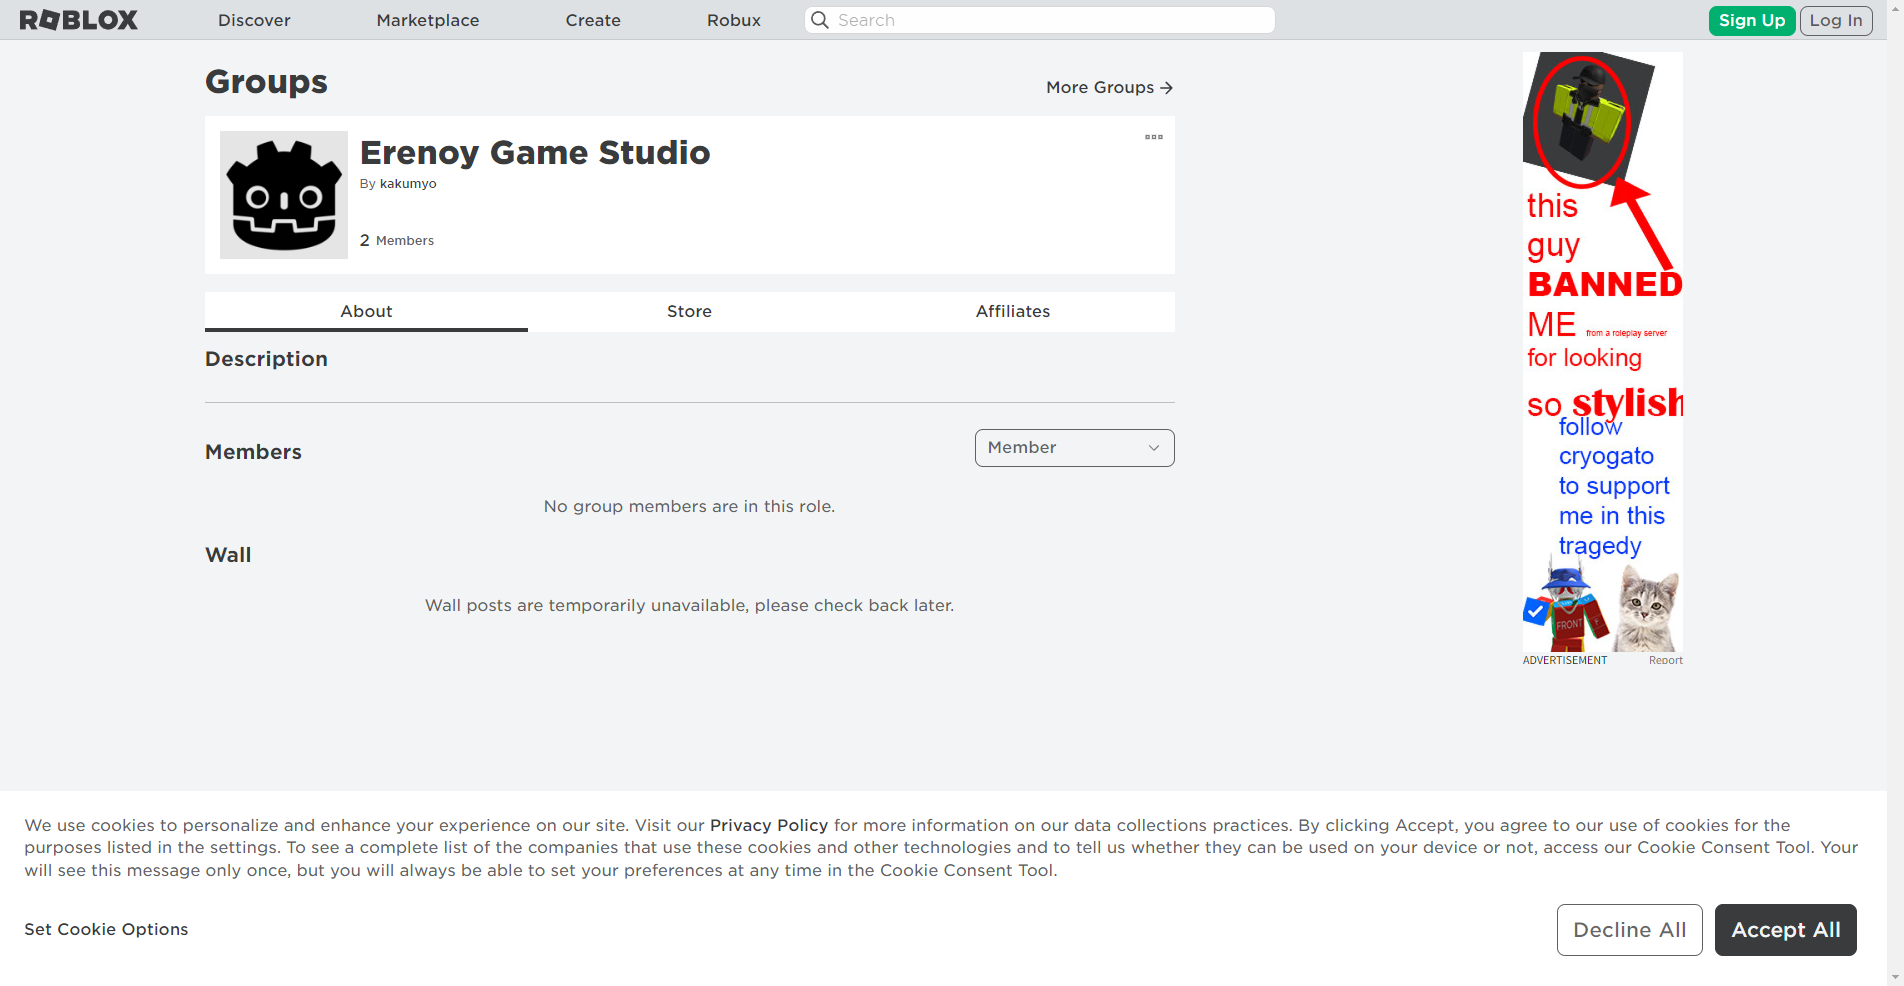 ROBLOX
Discover
Marketplace
Create
Robux
Search
Sign Up
Log In
Groups
More Groups →
Erenoy Game Studio
By kakumyo
2 Members
About
Store
Affiliates
Description
Members
Member
No group members are in this role.
Wall
Wall posts are temporarily unavailable, please check back later.
this
guy
BANNED
ME from a roleplay server
for looking
so stylish
follow
cryogato
to support
me in this
tragedy
FRONT F
ADVERTISEMENT
Report
We use cookies to personalize and enhance your experience on our site. Visit our Privacy Policy for more information on our data collections practices. By clicking Accept, you agree to our use of cookies for the
purposes listed in the settings. To see a complete list of the companies that use these cookies and other technologies and to tell us whether they can be used on your device or not, access our Cookie Consent Tool. Your
will see this message only once, but you will always be able to set your preferences at any time in the Cookie Consent Tool.
Set Cookie Options
Decline All
Accept All